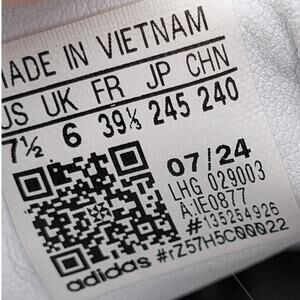 MADE IN VIETNAM
US UK FR JP CHN
7½ 6 39⅓ 245 240
07/24
LHG 029003
A:IE0877
#135254926
adidas #rZ57H5C00022